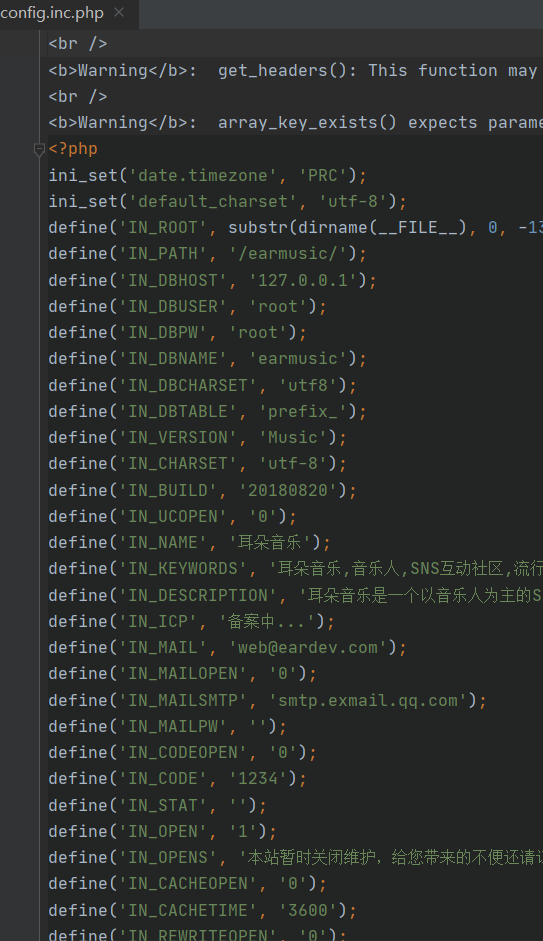 config.inc.php
<br />
<b>Warning</b>:  get_headers(): This function may
<br />
<b>Warning</b>:  array_key_exists() expects parame
<?php
ini_set('date.timezone', 'PRC');
ini_set('default_charset', 'utf-8');
define('IN_ROOT', substr(dirname(__FILE__), 0, -13
define('IN_PATH', '/earmusic/');
define('IN_DBHOST', '127.0.0.1');
define('IN_DBUSER', 'root');
define('IN_DBPW', 'root');
define('IN_DBNAME', 'earmusic');
define('IN_DBCHARSET', 'utf8');
define('IN_DBTABLE', 'prefix_');
define('IN_VERSION', 'Music');
define('IN_CHARSET', 'utf-8');
define('IN_BUILD', '20180820');
define('IN_UCOPEN', '0');
define('IN_NAME', '耳朵音乐');
define('IN_KEYWORDS', '耳朵音乐,音乐人,SNS互动社区,流行
define('IN_DESCRIPTION', '耳朵音乐是一个以音乐人为主的S
define('IN_ICP', '备案中...');
define('IN_MAIL', 'web@eardev.com');
define('IN_MAILOPEN', '0');
define('IN_MAILSMTP', 'smtp.exmail.qq.com');
define('IN_MAILPW', '');
define('IN_CODEOPEN', '0');
define('IN_CODE', '1234');
define('IN_STAT', '');
define('IN_OPEN', '1');
define('IN_OPENS', '本站暂时关闭维护，给您带来的不便还请
define('IN_CACHEOPEN', '0');
define('IN_CACHETIME', '3600');
define('IN_REWRITEOPEN', '0');